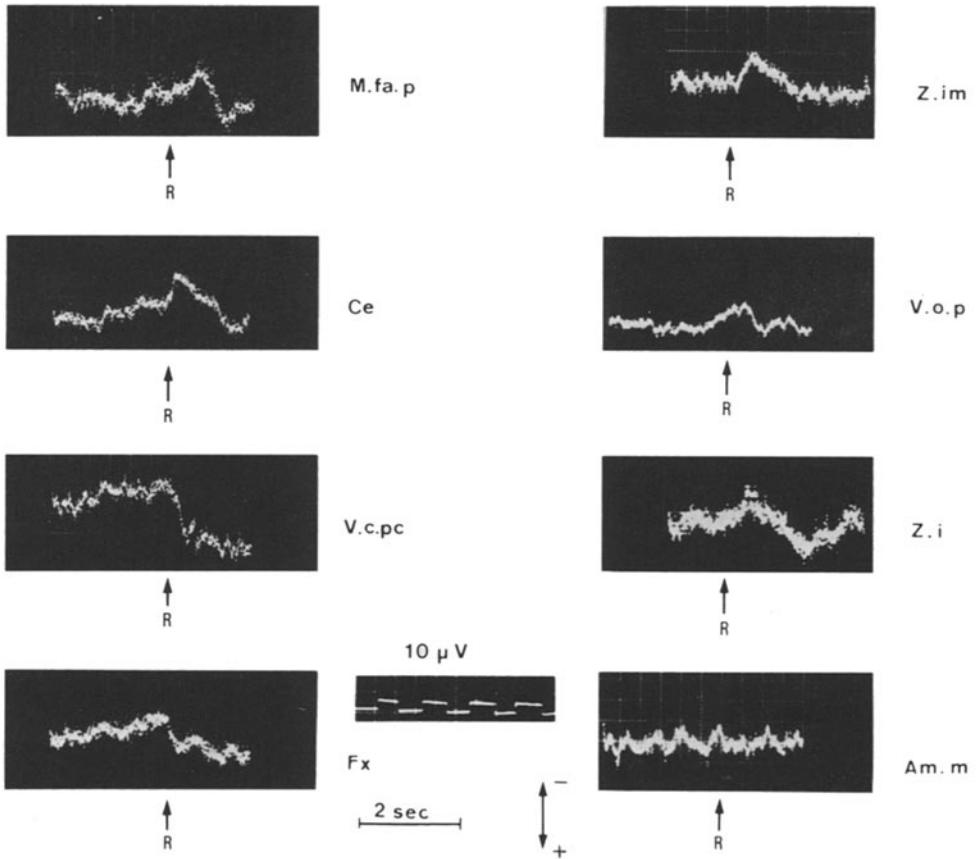 M.fa.p
R
Z.im
R
Ce
R
V.o.p
R
V.c.pc
R
Z.i
R
10 µV
Fx
R
2 sec
−
+
Am.m
R